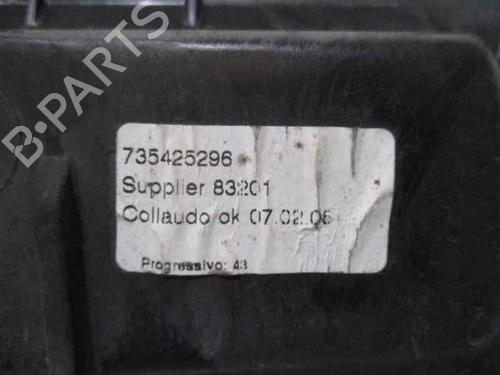 B-PARTS
735425296
Supplier 83201
Collaudo ok 07.02.06
Progressivo: 43